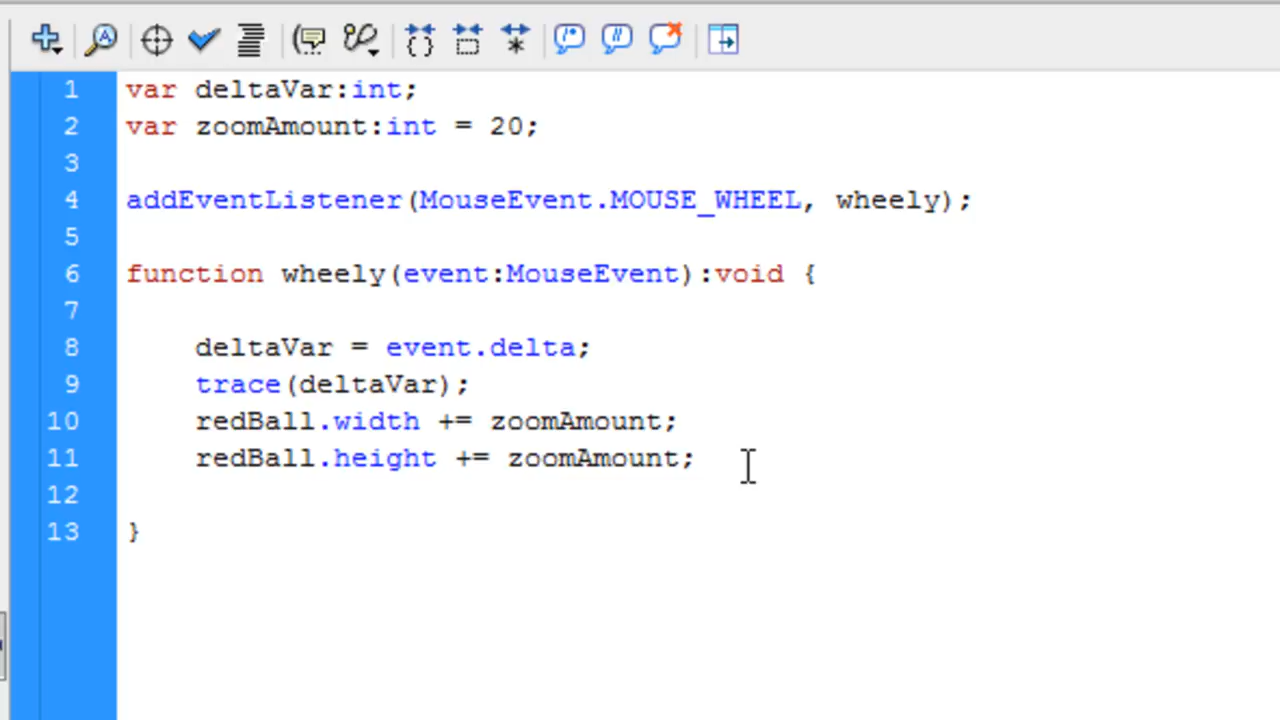 1 var deltaVar:int;
2 var zoomAmount:int = 20;
3
4 addEventListener(MouseEvent.MOUSE_WHEEL, wheely);
5
6 function wheely(event:MouseEvent):void {
7
8 deltaVar = event.delta;
9 trace(deltaVar);
10 redBall.width += zoomAmount;
11 redBall.height += zoomAmount;
12
13 }